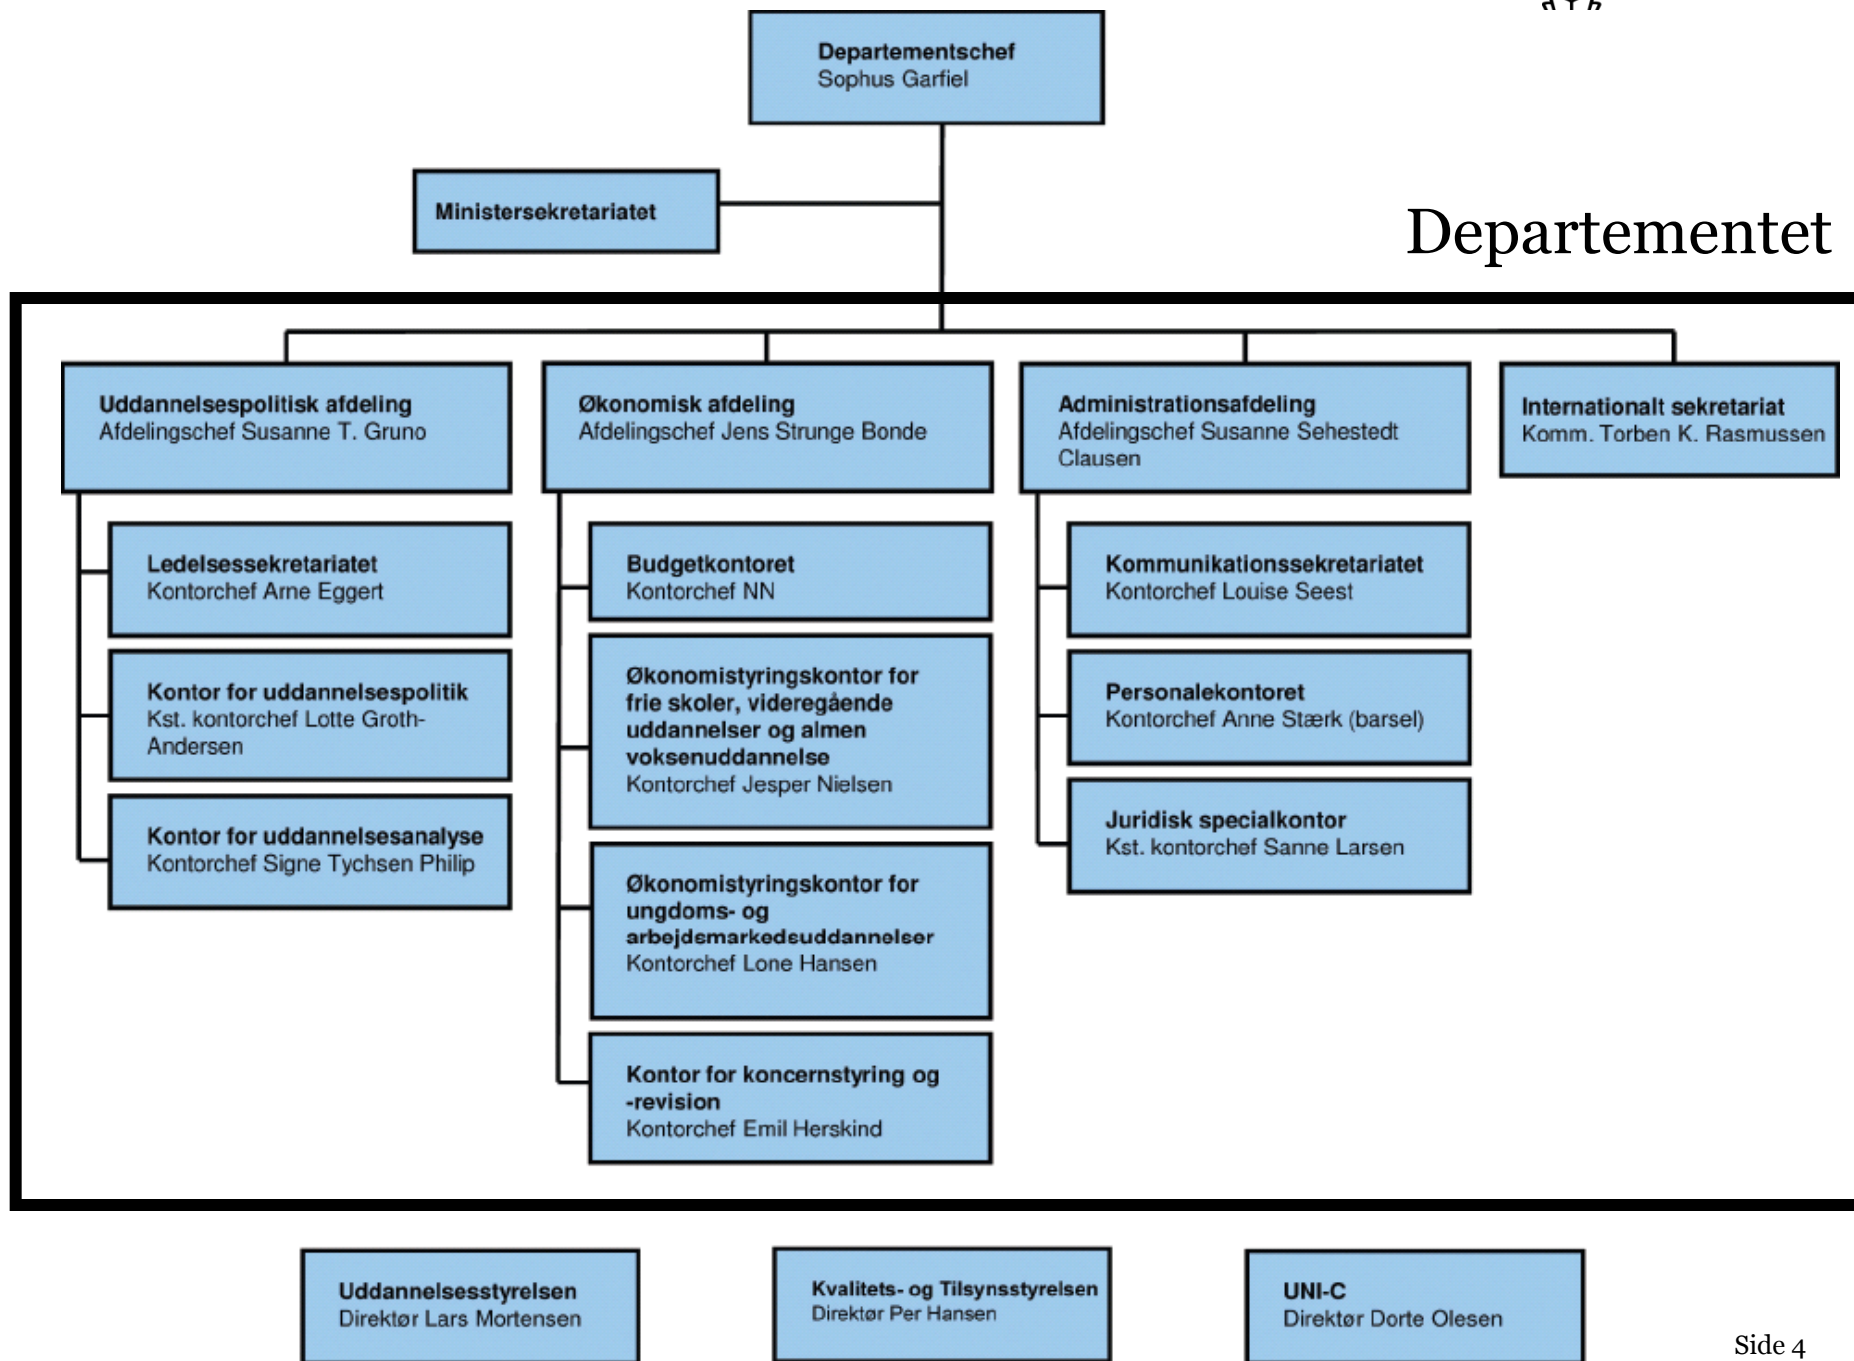 Departementschef
Sophus Garfiel
Ministersekretariatet
Departementet
Uddannelsespolitisk afdeling
Afdelingschef Susanne T. Gruno
Økonomisk afdeling
Afdelingschef Jens Strunge Bonde
Administrationsafdeling
Afdelingschef Susanne Sehestedt
Clausen
Internationalt sekretariat
Komm. Torben K. Rasmussen
Ledelsessekretariatet
Kontorchef Arne Eggert
Kontor for uddannelsespolitik
Kst. kontorchef Lotte Groth-
Andersen
Kontor for uddannelsesanalyse
Kontorchef Signe Tychsen Philip
Budgetkontoret
Kontorchef NN
Økonomistyringskontor for
frie skoler, videregående
uddannelser og almen
voksenuddannelse
Kontorchef Jesper Nielsen
Økonomistyringskontor for
ungdoms- og
arbejdsmarkedsuddannelser
Kontorchef Lone Hansen
Kontor for koncernstyring og
-revision
Kontorchef Emil Herskind
Kommunikationssekretariatet
Kontorchef Louise Seest
Personalekontoret
Kontorchef Anne Stærk (barsel)
Juridisk specialkontor
Kst. kontorchef Sanne Larsen
Uddannelsesstyrelsen
Direktør Lars Mortensen
Kvalitets- og Tilsynsstyrelsen
Direktør Per Hansen
UNI-C
Direktør Dorte Olesen
Side 4